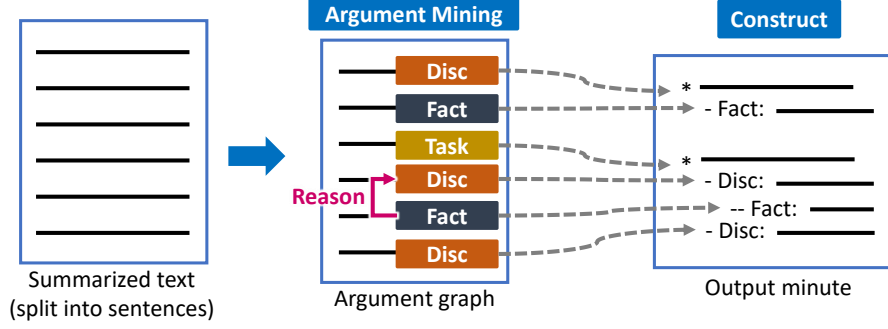 Argument Mining
Construct
Disc
Fact
Task
Disc
Fact
Disc
Reason
*
- Fact:
*
- Disc:
-- Fact:
- Disc:
Summarized text
(split into sentences)
Argument graph
Output minute